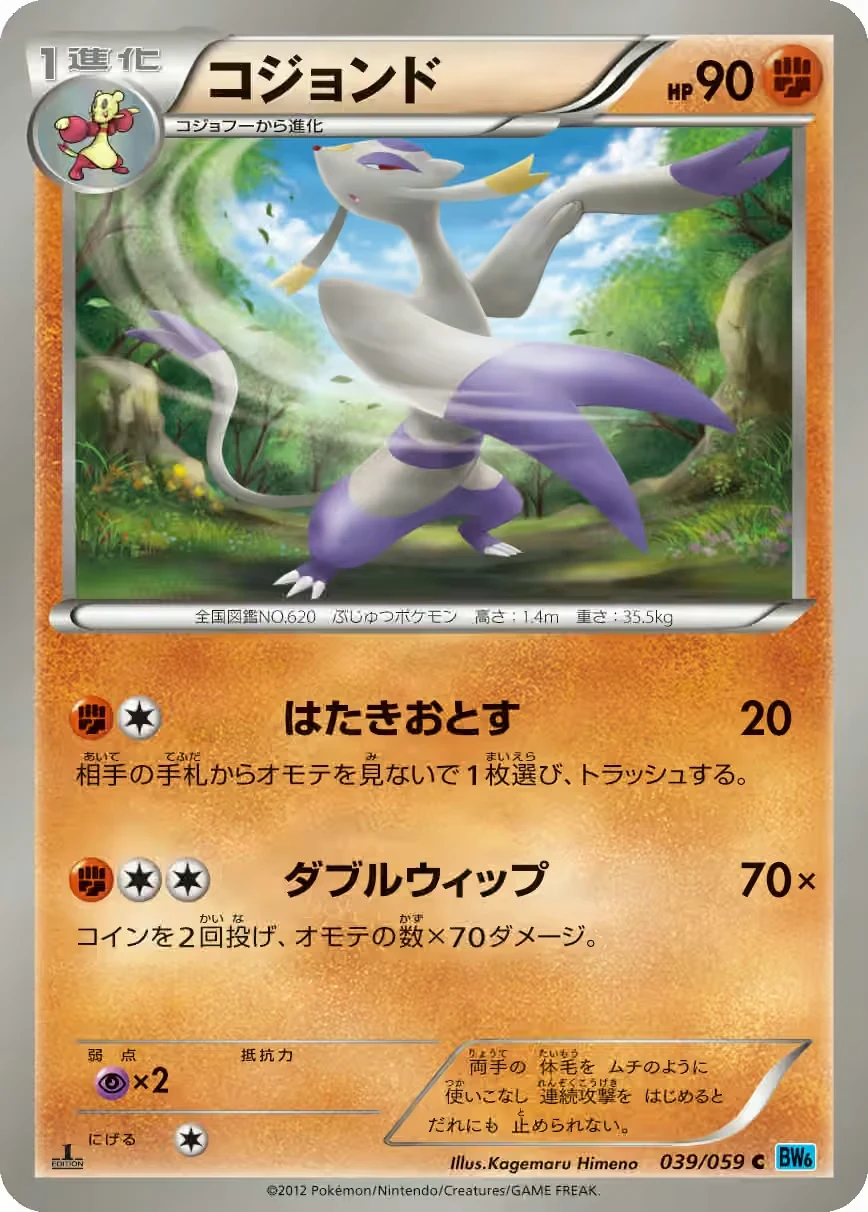 1進化
コジョンド
HP90
コジョフーから進化
全国図鑑NO.620 ぶじゅつポケモン 高さ：1.4m 重さ：35.5kg
はたきおとす 20
相手の手札からオモテを見ないで1枚選び、トラッシュする。
ダブルウィップ 70×
コインを2回投げ、オモテの数×70ダメージ。
弱点 抵抗力
×2
にげる
両手の 体毛を ムチのように
使いこなし 連続攻撃を はじめると
だれにも 止められない。
1 EDITION
Illus.Kagemaru Himeno 039/059 C BW6
©2012 Pokémon/Nintendo/Creatures/GAME FREAK.